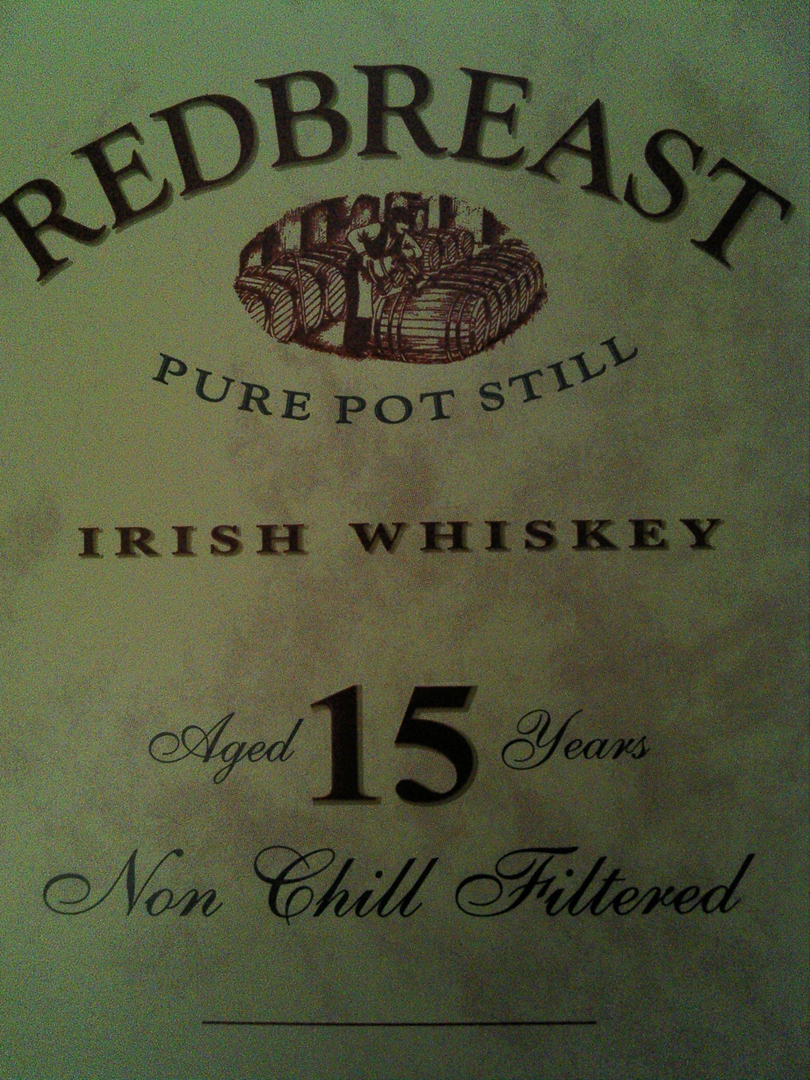 REDBREAST
PURE POT STILL
IRISH WHISKEY
Aged 15 Years
Non Chill Filtered